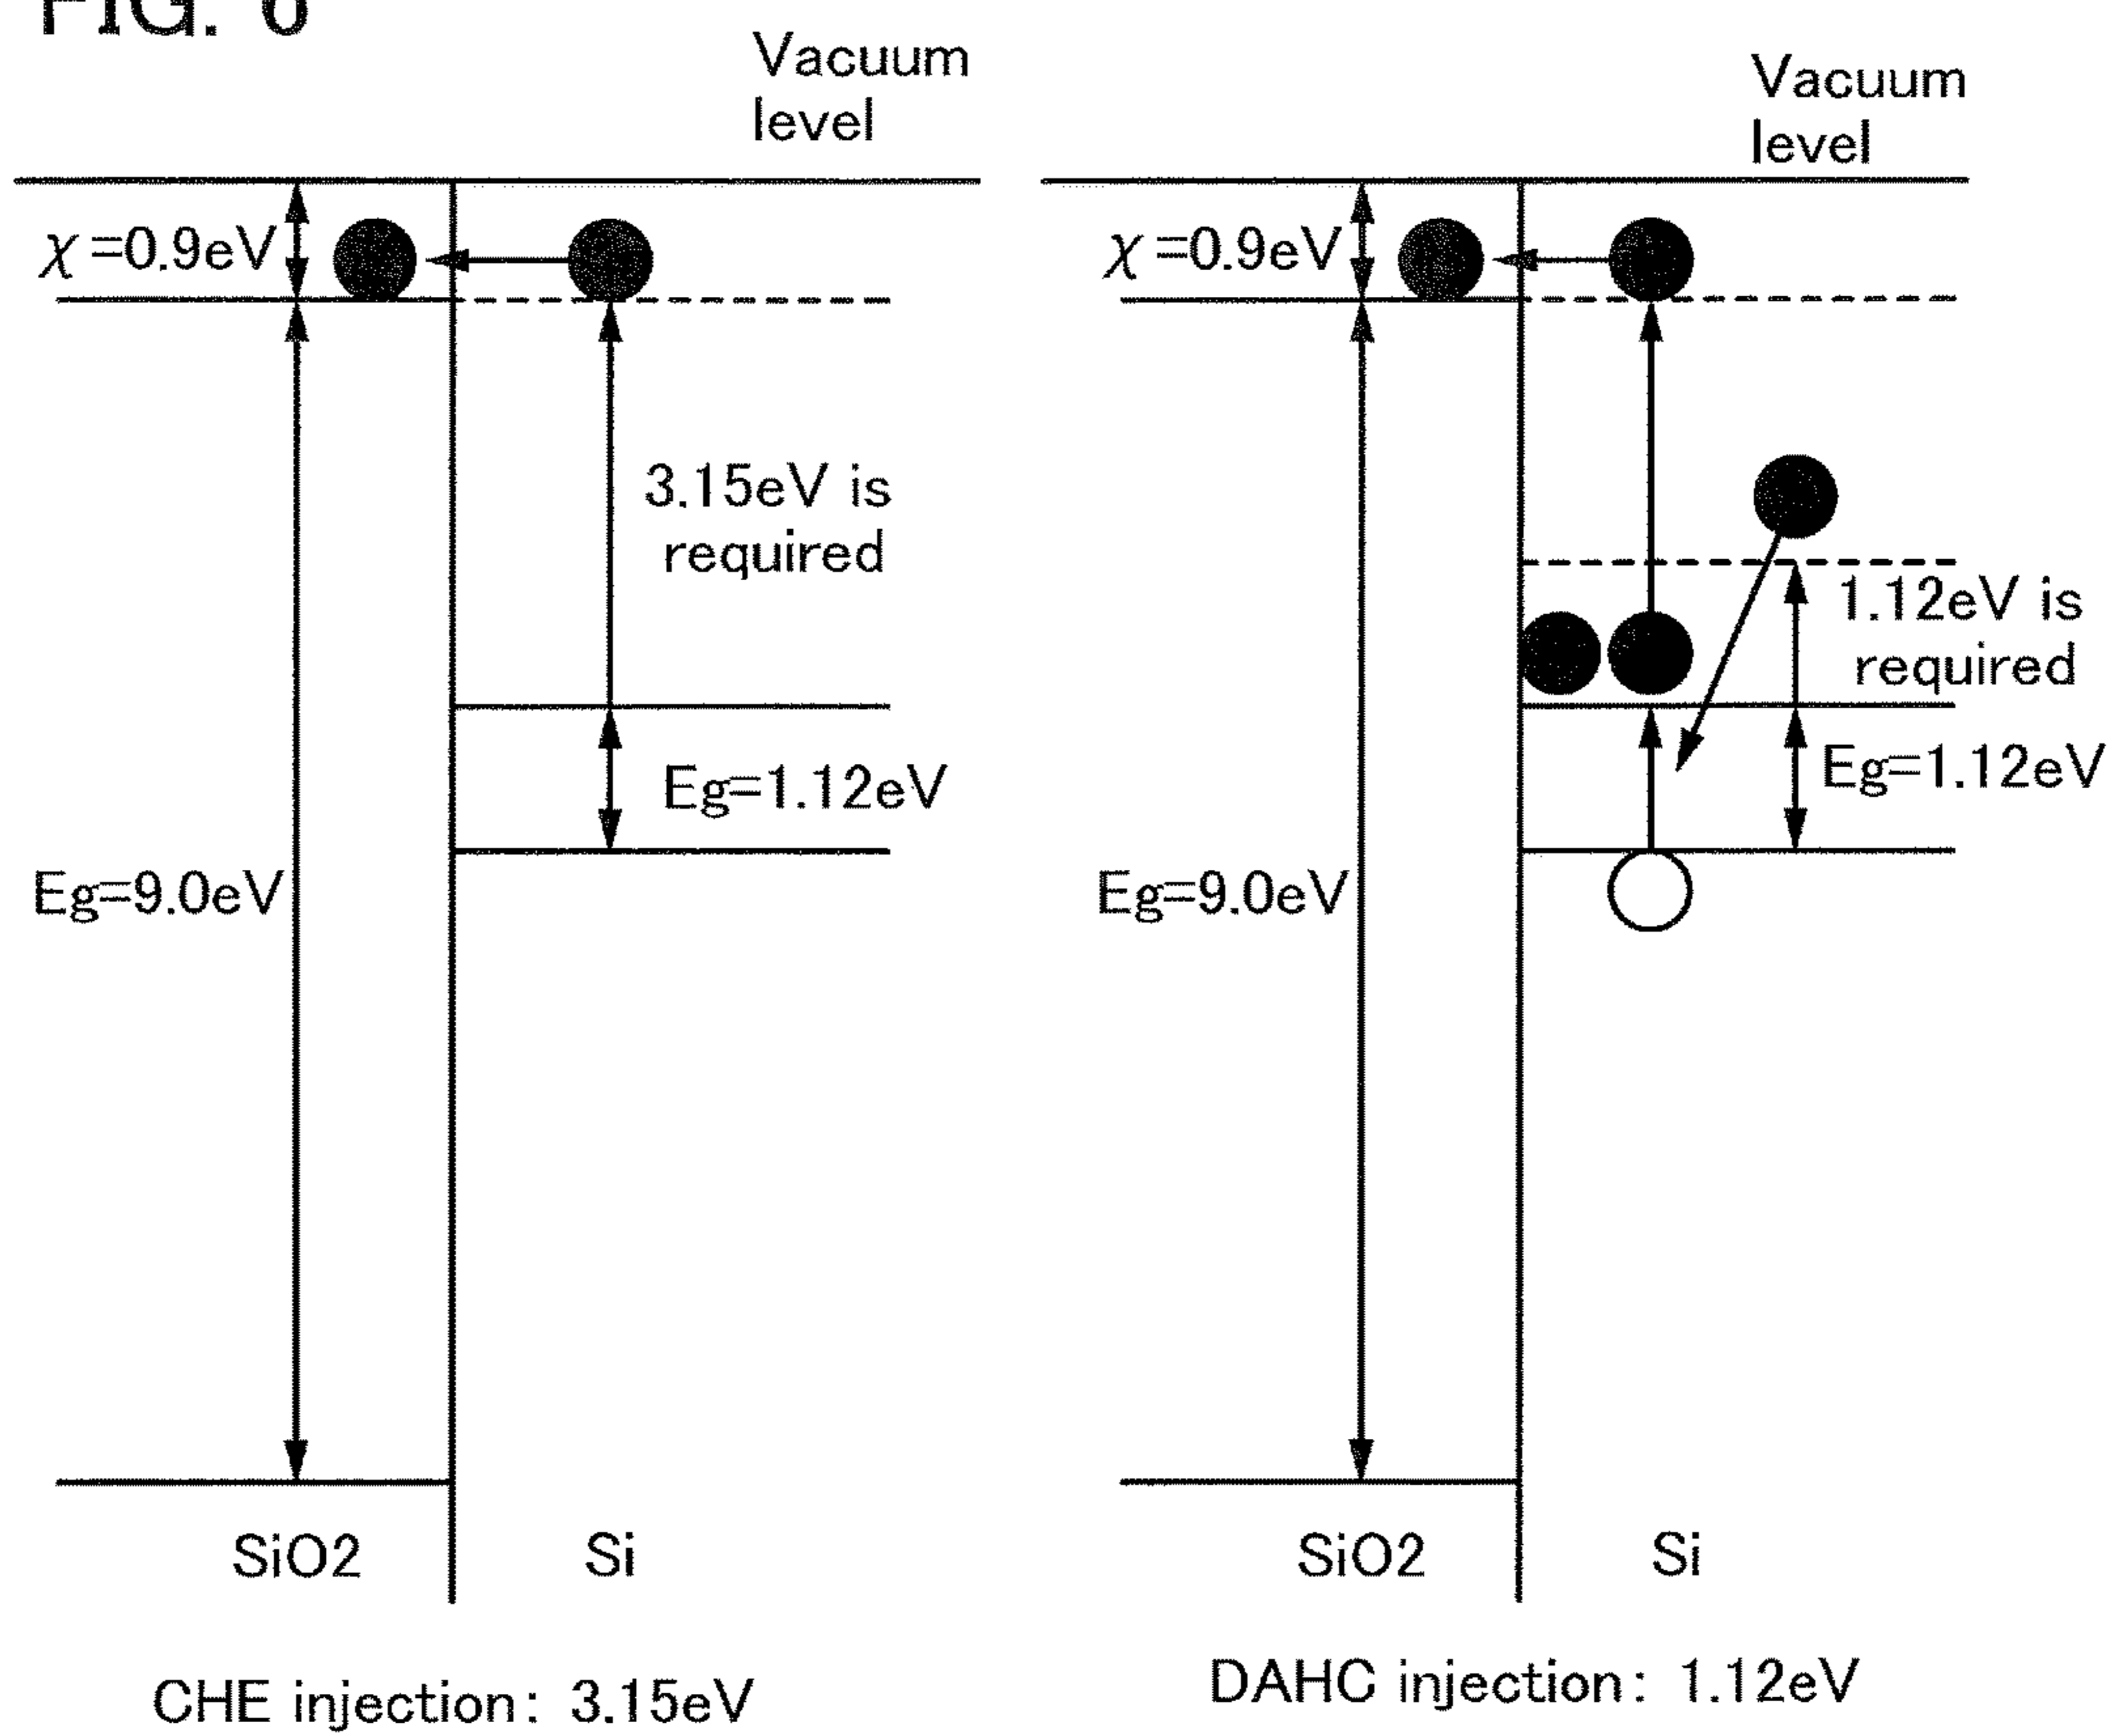 FIG. 6
Vacuum
level
χ=0.9eV
3.15eV is
required
Eg=1.12eV
Eg=9.0eV
SiO2
Si
CHE injection: 3.15eV
Vacuum
level
χ=0.9eV
1.12eV is
required
Eg=1.12eV
Eg=9.0eV
SiO2
Si
DAHC injection: 1.12eV